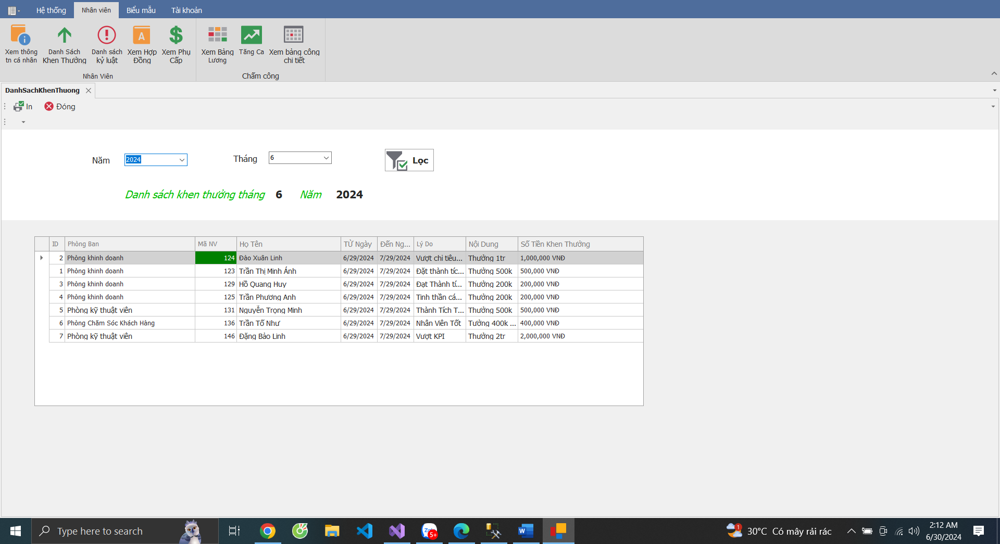 Hệ thống Nhân viên Biểu mẫu Tài khoản
Xem thông tn cá nhân
Danh Sách Khen Thưởng
Danh sách kỷ luật
Xem Hợp Đồng
Xem Phụ Cấp
Xem Bảng Lương
Tăng Ca
Xem bảng công chi tiết
Nhân Viên
Chấm công
DanhSachKhenThuong
In Đóng
Năm 2024 Tháng 6 Lọc
Danh sách khen thưởng tháng 6 Năm 2024
ID Phòng Ban Mã NV Họ Tên TỪ Ngày Đến Ng... Lý Do Nội Dung Số Tiền Khen Thưởng
2 Phòng khinh doanh 124 Đào Xuân Linh 6/29/2024 7/29/2024 Vượt chi tiêu... Thưởng 1tr 1,000,000 VNĐ
1 Phòng khinh doanh 123 Trần Thị Minh Ánh 6/29/2024 7/29/2024 Đặt thành tíc... Thưởng 500k 500,000 VNĐ
3 Phòng khinh doanh 129 Hồ Quang Huy 6/29/2024 7/29/2024 Đạt Thành tí... Thưởng 200k 200,000 VNĐ
4 Phòng khinh doanh 125 Trần Phương Anh 6/29/2024 7/29/2024 Tinh thần cá... Thưởng 200k 200,000 VNĐ
5 Phòng kỹ thuật viên 131 Nguyễn Trọng Minh 6/29/2024 7/29/2024 Thành Tích T... Thưởng 500k 500,000 VNĐ
6 Phòng Chăm Sóc Khách Hàng 136 Trần Tố Như 6/29/2024 7/29/2024 Nhân Viên Tốt Tưởng 400k ... 400,000 VNĐ
7 Phòng kỹ thuật viên 146 Đặng Bảo Linh 6/29/2024 7/29/2024 Vượt KPI Thưởng 2tr 2,000,000 VNĐ
Type here to search
5+
1
30°C Có mây rải rác
2:12 AM
6/30/2024